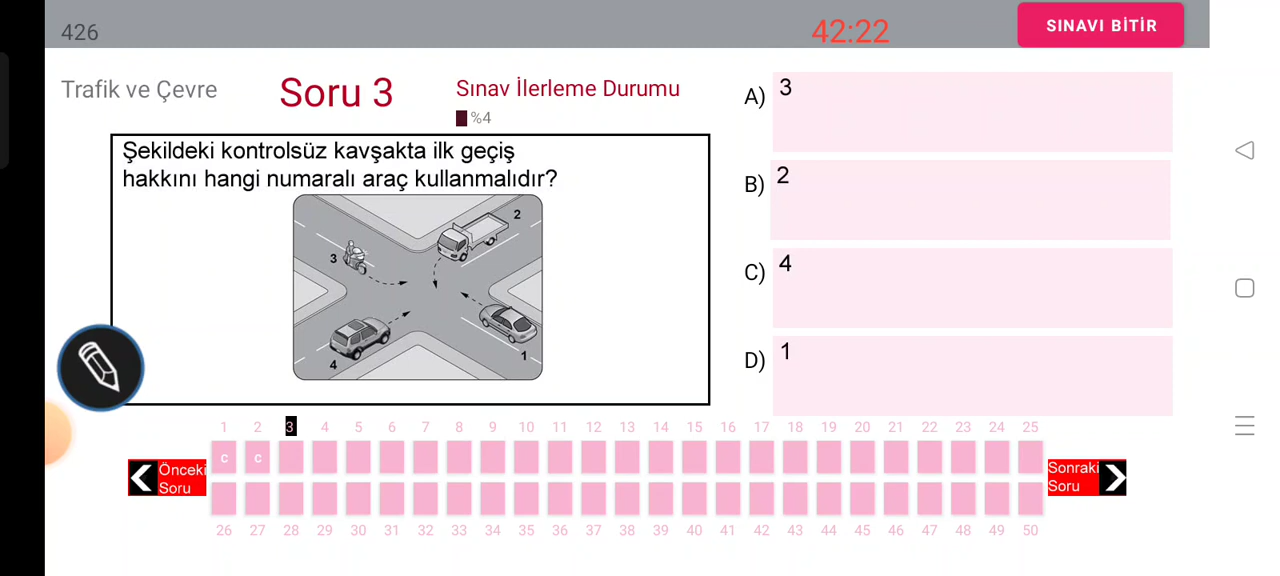 426
42:22
SINAVI BİTİR
Trafik ve Çevre
Soru 3
Sınav İlerleme Durumu
%4
Şekildeki kontrolsüz kavşakta ilk geçiş
hakkını hangi numaralı araç kullanmalıdır?
2
3
4
1
A) 3
B) 2
C) 4
D) 1
1 2 3 4 5 6 7 8 9 10 11 12 13 14 15 16 17 18 19 20 21 22 23 24 25
c c
Önceki
Soru
Sonraki
Soru
26 27 28 29 30 31 32 33 34 35 36 37 38 39 40 41 42 43 44 45 46 47 48 49 50